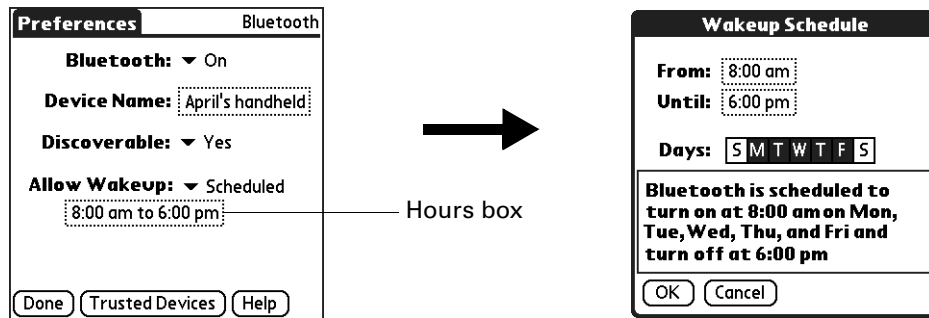 Preferences Bluetooth
Bluetooth: On
Device Name: April's handheld
Discoverable: Yes
Allow Wakeup: Scheduled
8:00 am to 6:00 pm
Done Trusted Devices Help
Hours box
Wakeup Schedule
From: 8:00 am
Until: 6:00 pm
Days: S M T W T F S
Bluetooth is scheduled to
turn on at 8:00 am on Mon,
Tue, Wed, Thu, and Fri and
turn off at 6:00 pm
OK Cancel